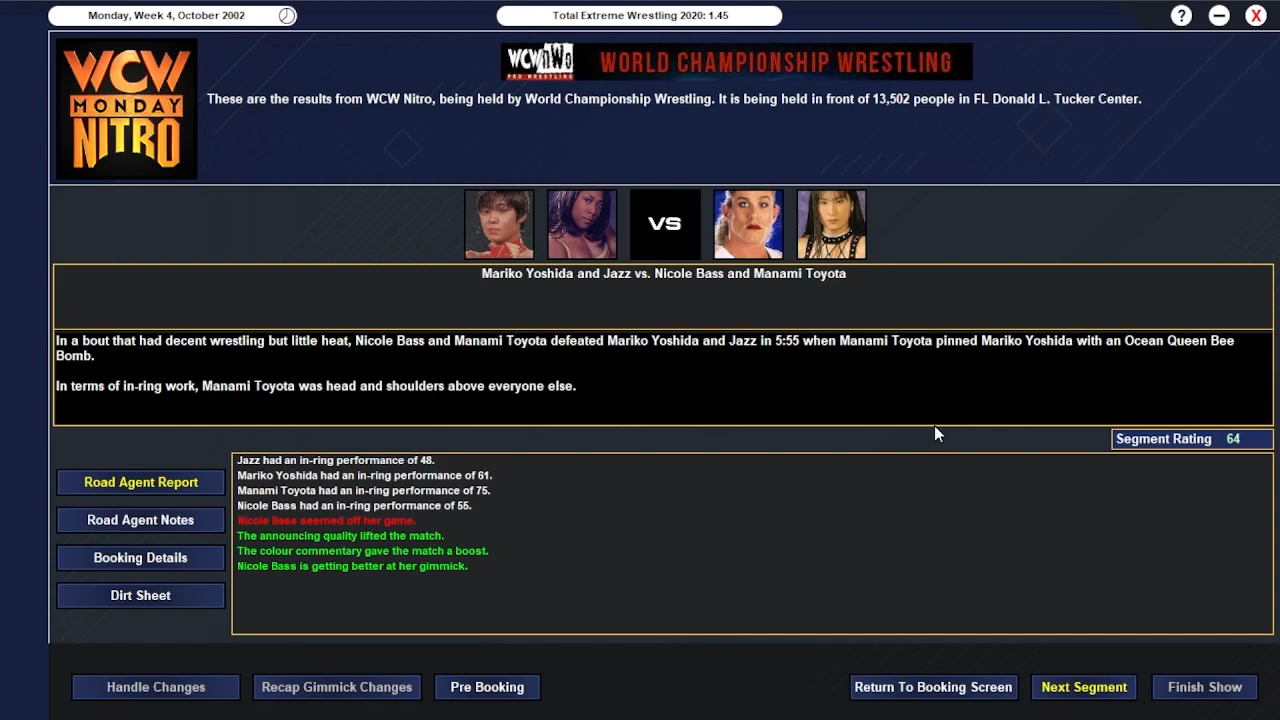 Monday, Week 4, October 2002
Total Extreme Wrestling 2020: 1.45
?
X
WCW
MONDAY
NITRO
WCW nWo
PRO WRESTLING
WORLD CHAMPIONSHIP WRESTLING
These are the results from WCW Nitro, being held by World Championship Wrestling. It is being held in front of 13,502 people in FL Donald L. Tucker Center.
VS
Mariko Yoshida and Jazz vs. Nicole Bass and Manami Toyota
In a bout that had decent wrestling but little heat, Nicole Bass and Manami Toyota defeated Mariko Yoshida and Jazz in 5:55 when Manami Toyota pinned Mariko Yoshida with an Ocean Queen Bee
Bomb.
In terms of in-ring work, Manami Toyota was head and shoulders above everyone else.
Segment Rating 64
Road Agent Report
Road Agent Notes
Booking Details
Dirt Sheet
Jazz had an in-ring performance of 48.
Mariko Yoshida had an in-ring performance of 61.
Manami Toyota had an in-ring performance of 75.
Nicole Bass had an in-ring performance of 55.
Nicole Bass seemed off her game.
The announcing quality lifted the match.
The colour commentary gave the match a boost.
Nicole Bass is getting better at her gimmick.
Handle Changes
Recap Gimmick Changes
Pre Booking
Return To Booking Screen
Next Segment
Finish Show